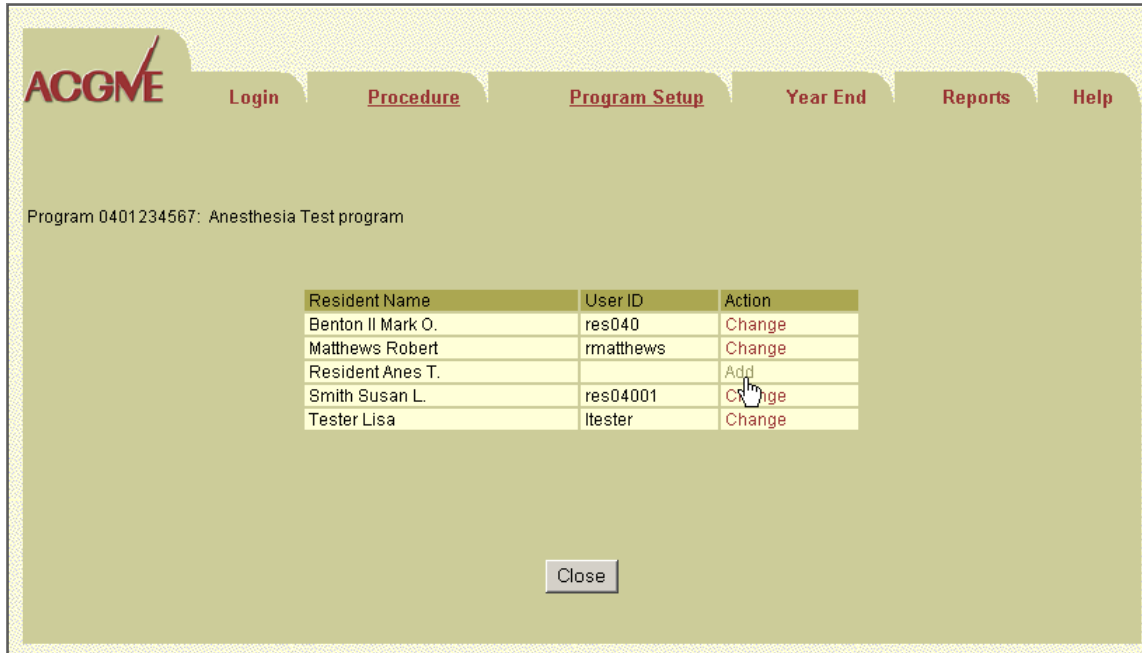 ACGME
Login Procedure Program Setup Year End Reports Help
Program 0401234567: Anesthesia Test program
Resident Name User ID Action
Benton II Mark O. res040 Change
Matthews Robert rmatthews Change
Resident Anes T. Add
Smith Susan L. res04001 Change
Tester Lisa ltester Change
Close